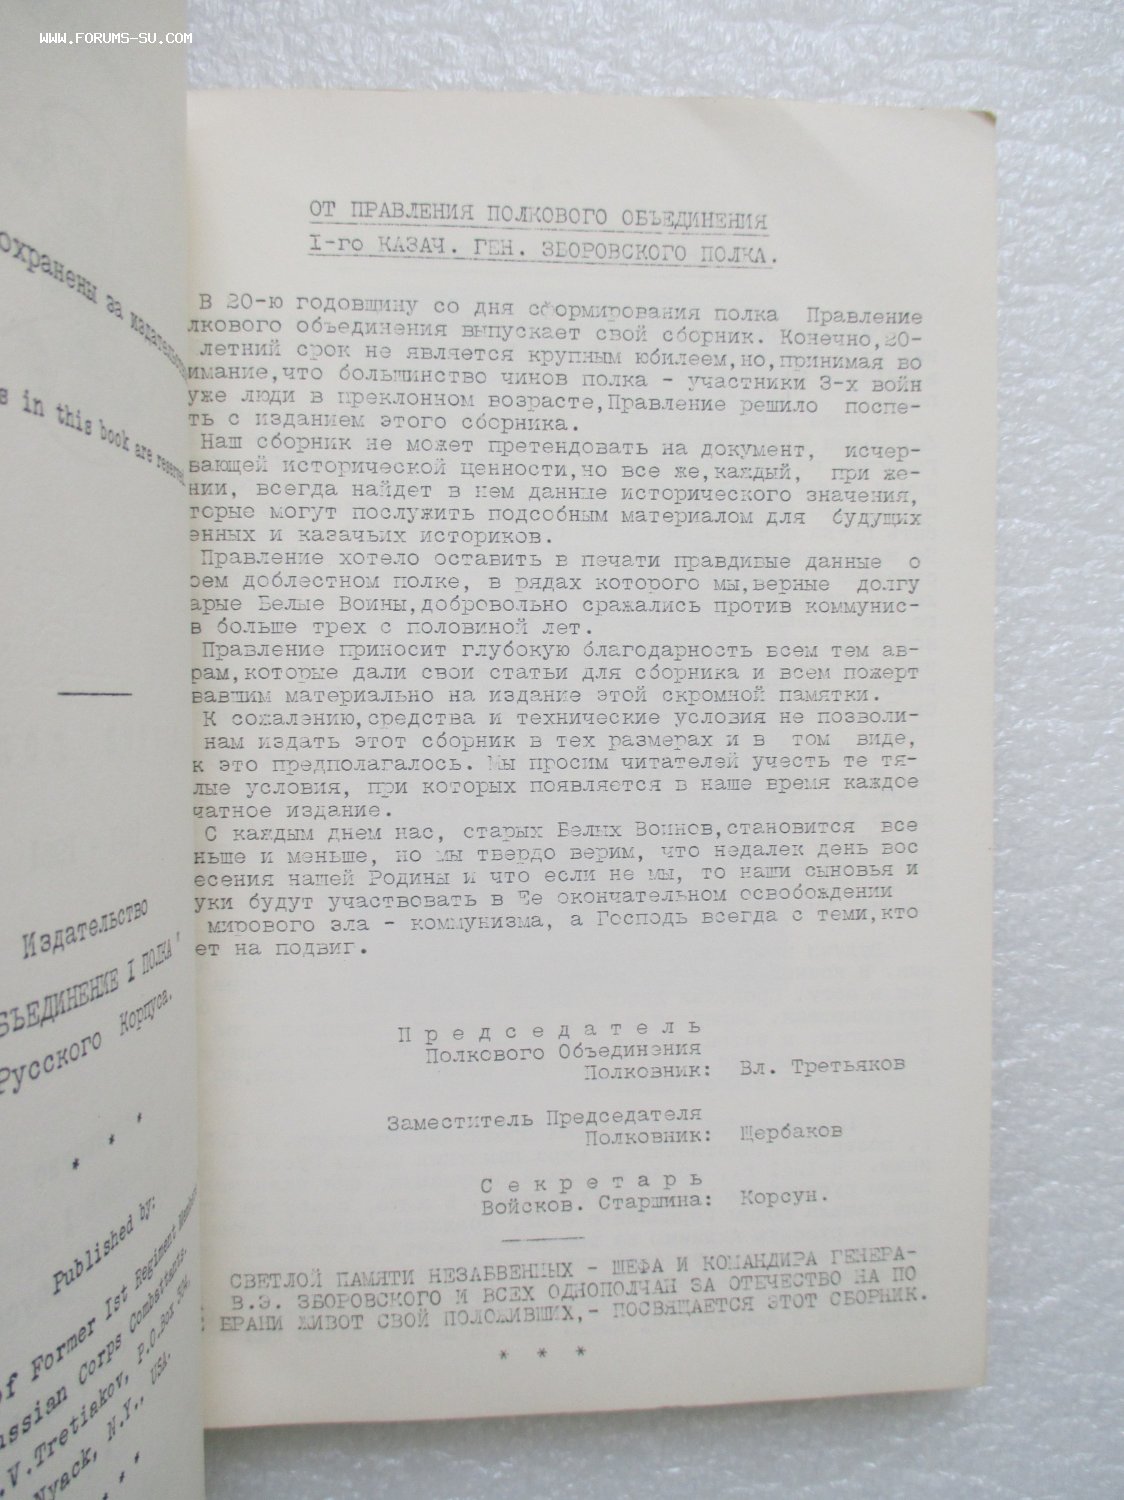 WWW.FORUMS-SU.COM
охранены за издательством
s in this book are reserved
Издательство
БЪЕДИНЕНИЕ I ПОЛКА"
Русского Корпуса.
* * *
Published by:
of Former Ist Regiment Members
ussian Corps Combattants.
.V.Tretiakov, P.O.Box 304,
Nyack, N.Y., USA.
* * *
ОТ ПРАВЛЕНИЯ ПОЛКОВОГО ОБЪЕДИНЕНИЯ
I-го КАЗАЧ. ГЕН. ЗБОРОВСКОГО ПОЛКА.
В 20-ю годовщину со дня сформирования полка Правление
лкового объединения выпускает свой сборник. Конечно,20-
летний срок не является крупным юбилеем,но,принимая во
имание,что большинство чинов полка - участники 3-х войн
уже люди в преклонном возрасте,Правление решило поспе-
ть с изданием этого сборника.
Наш сборник не может претендовать на документ, исчер-
вающей исторической ценности,но все же,каждый, при же-
нии, всегда найдет в нем данные исторического значения,
торые могут послужить подсобным материалом для будущих
енных и казачьих историков.
Правление хотело оставить в печати правдивые данные о
оем доблестном полке, в рядах которого мы,верные долгу
арые Белые Воины,добровольно сражались против коммунис-
в больше трех с половиной лет.
Правление приносит глубокую благодарность всем тем ав-
рам,которые дали свои статьи для сборника и всем пожерт
вавшим материально на издание этой скромной памятки.
К сожалению,средства и технические условия не позволи-
нам издать этот сборник в тех размерах и в том виде,
к это предполагалось. Мы просим читателей учесть те тя-
лые условия, при которых появляется в наше время каждое
чатное издание.
С каждым днем нас, старых Белых Воинов,становится все
ньше и меньше, но мы твердо верим, что недалек день вос
есения нашей Родины и что если не мы, то наши сыновья и
уки будут участвовать в Ее окончательном освобождении
мирового зла - коммунизма, а Господь всегда с теми,кто
ет на подвиг.
П р е д с е д а т е л ь
Полкового Объединения
Полковник: Вл. Третьяков
Заместитель Председателя
Полковник: Щербаков
С е к р е т а р ь
Войсков. Старшина: Корсун.
СВЕТЛОЙ ПАМЯТИ НЕЗАБВЕННЫХ - ШЕФА И КОМАНДИРА ГЕНЕРА-
В.Э. ЗБОРОВСКОГО И ВСЕХ ОДНОПОЛЧАН ЗА ОТЕЧЕСТВО НА ПО
БРАНИ ЖИВОТ СВОЙ ПОЛОЖИВШИХ,- ПОСВЯЩАЕТСЯ ЭТОТ СБОРНИК.
* * *